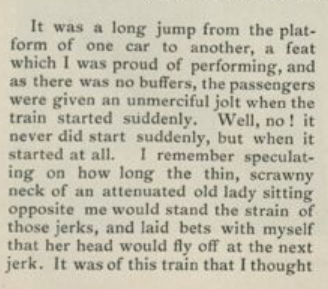 It was a long jump from the plat-
form of one car to another, a feat
which I was proud of performing, and
as there was no buffers, the passengers
were given an unmerciful jolt when the
train started suddenly. Well, no! it
never did start suddenly, but when it
started at all. I remember speculat-
ing on how long the thin, scrawny
neck of an attenuated old lady sitting
opposite me would stand the strain of
those jerks, and laid bets with myself
that her head would fly off at the next
jerk. It was of this train that I thought